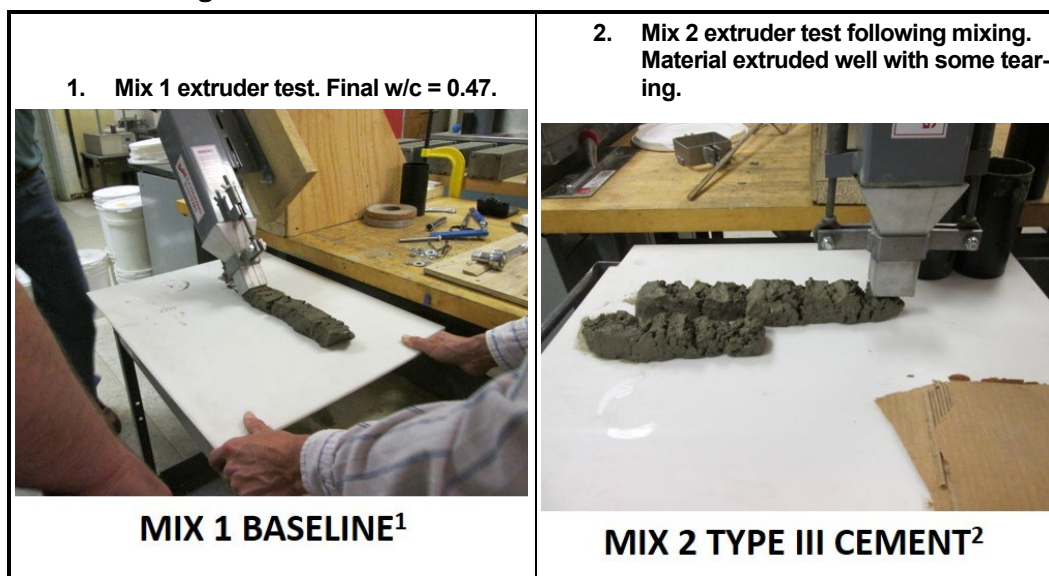 1. Mix 1 extruder test. Final w/c = 0.47.
2. Mix 2 extruder test following mixing.
Material extruded well with some tear-
ing.
MIX 1 BASELINE¹
MIX 2 TYPE III CEMENT²